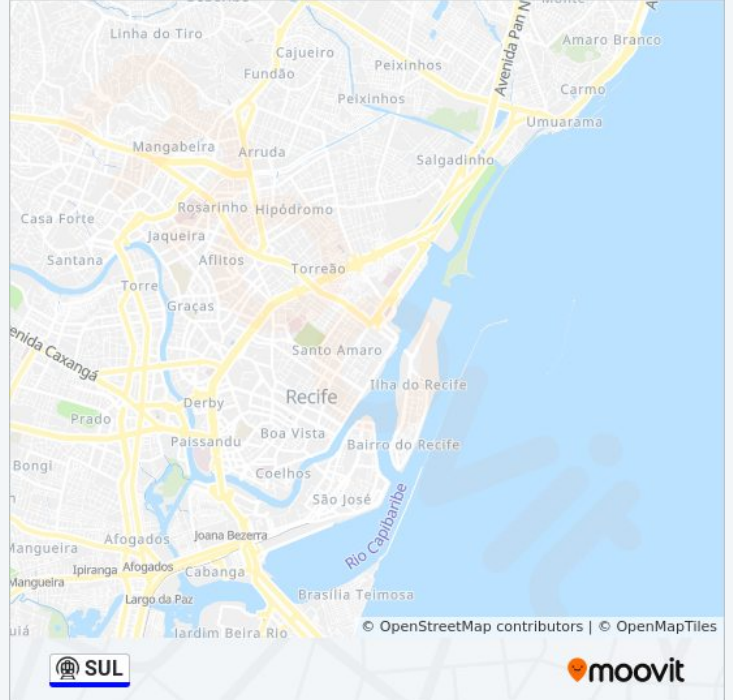 Linha do Tiro
Cajueiro
Fundão
Peixinhos
Peixinhos
Avenida Pan N
Amaro Branco
Carmo
Umuarama
Mangabeira
Arruda
Salgadinho
Rosarinho
Hipódromo
Casa Forte
Jaqueira
Santana
Aflitos
Torreão
Torre
Graças
enida Caxangá
Santo Amaro
Ilha do Recife
Recife
Derby
Prado
Boa Vista
Paissandu
Bairro do Recife
Bongi
Coelhos
São José
Rio Capibaribe
Joana Bezerra
Afogados
Mangueira
Ipiranga
Afogados
Cabanga
Mangueira
Largo da Paz
Brasília Teimosa
Jardim Beira Rio
© OpenStreetMap contributors | © OpenMapTiles
SUL
moovit